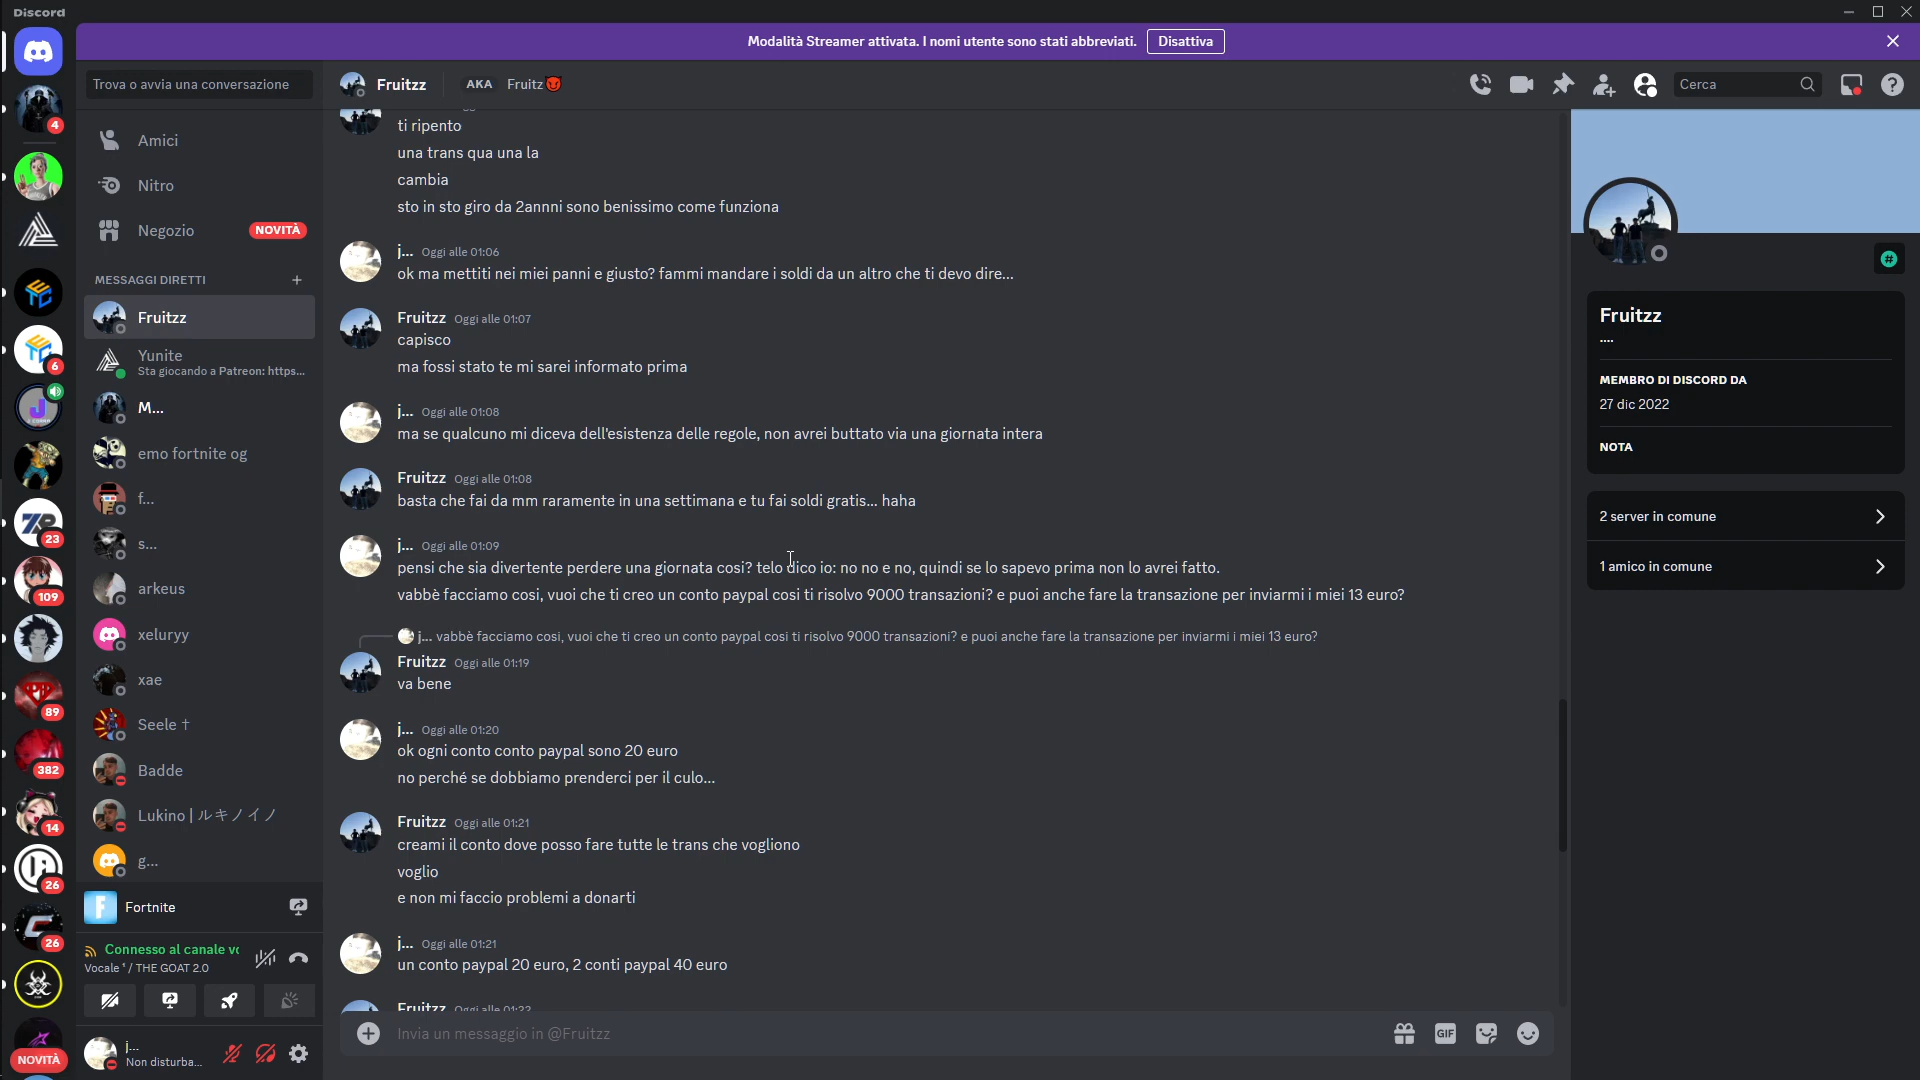 Discord
Modalità Streamer attivata. I nomi utente sono stati abbreviati.
Disattiva
4
6
23
109
89
382
14
26
26
NOVITÀ
Trova o avvia una conversazione
Amici
Nitro
Negozio
NOVITÀ
MESSAGGI DIRETTI
Fruitzz
Yunite
Sta giocando a Patreon: https...
M...
emo fortnite og
f...
s...
arkeus
xeluryy
xae
Seele †
Badde
Lukino | ルキノイノ
g...
Fortnite
Connesso al canale vo
Vocale ¹ / THE GOAT 2.0
j...
Non disturba...
Fruitzz
AKA
Fruitz
Cerca
ti ripento
una trans qua una la
cambia
sto in sto giro da 2annni sono benissimo come funziona
j... Oggi alle 01:06
ok ma mettiti nei miei panni e giusto? fammi mandare i soldi da un altro che ti devo dire...
Fruitzz Oggi alle 01:07
capisco
ma fossi stato te mi sarei informato prima
j... Oggi alle 01:08
ma se qualcuno mi diceva dell'esistenza delle regole, non avrei buttato via una giornata intera
Fruitzz Oggi alle 01:08
basta che fai da mm raramente in una settimana e tu fai soldi gratis... haha
j... Oggi alle 01:09
pensi che sia divertente perdere una giornata cosi? telo dico io: no no e no, quindi se lo sapevo prima non lo avrei fatto.
vabbè facciamo cosi, vuoi che ti creo un conto paypal cosi ti risolvo 9000 transazioni? e puoi anche fare la transazione per inviarmi i miei 13 euro?
j... vabbè facciamo cosi, vuoi che ti creo un conto paypal cosi ti risolvo 9000 transazioni? e puoi anche fare la transazione per inviarmi i miei 13 euro?
Fruitzz Oggi alle 01:19
va bene
j... Oggi alle 01:20
ok ogni conto conto paypal sono 20 euro
no perché se dobbiamo prenderci per il culo...
Fruitzz Oggi alle 01:21
creami il conto dove posso fare tutte le trans che vogliono
voglio
e non mi faccio problemi a donarti
j... Oggi alle 01:21
un conto paypal 20 euro, 2 conti paypal 40 euro
Fruitzz Oggi alle 01:22
Invia un messaggio in @Fruitzz
GIF
Fruitzz
....
MEMBRO DI DISCORD DA
27 dic 2022
NOTA
2 server in comune
1 amico in comune